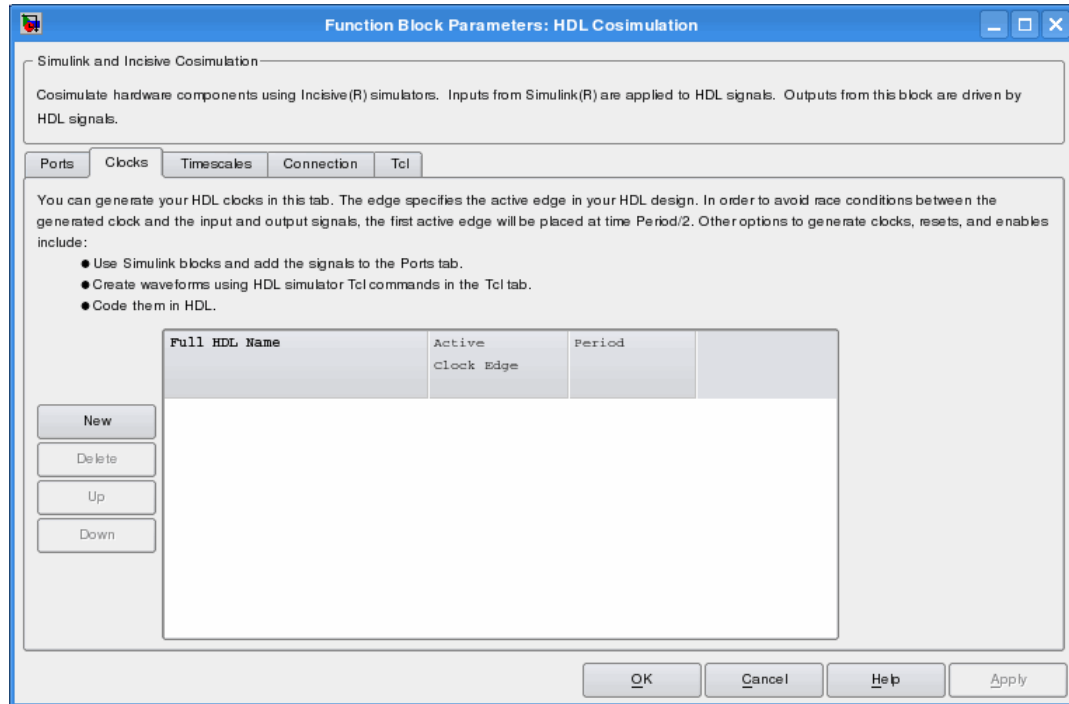 Function Block Parameters: HDL Cosimulation
Simulink and Incisive Cosimulation
Cosimulate hardware components using Incisive(R) simulators. Inputs from Simulink(R) are applied to HDL signals. Outputs from this block are driven by
HDL signals.
Ports Clocks Timescales Connection Tcl
You can generate your HDL clocks in this tab. The edge specifies the active edge in your HDL design. In order to avoid race conditions between the
generated clock and the input and output signals, the first active edge will be placed at time Period/2. Other options to generate clocks, resets, and enables
include:
● Use Simulink blocks and add the signals to the Ports tab.
● Create waveforms using HDL simulator Tcl commands in the Tcl tab.
● Code them in HDL.
Full HDL Name Active Period
Clock Edge
New
Delete
Up
Down
OK Cancel Help Apply